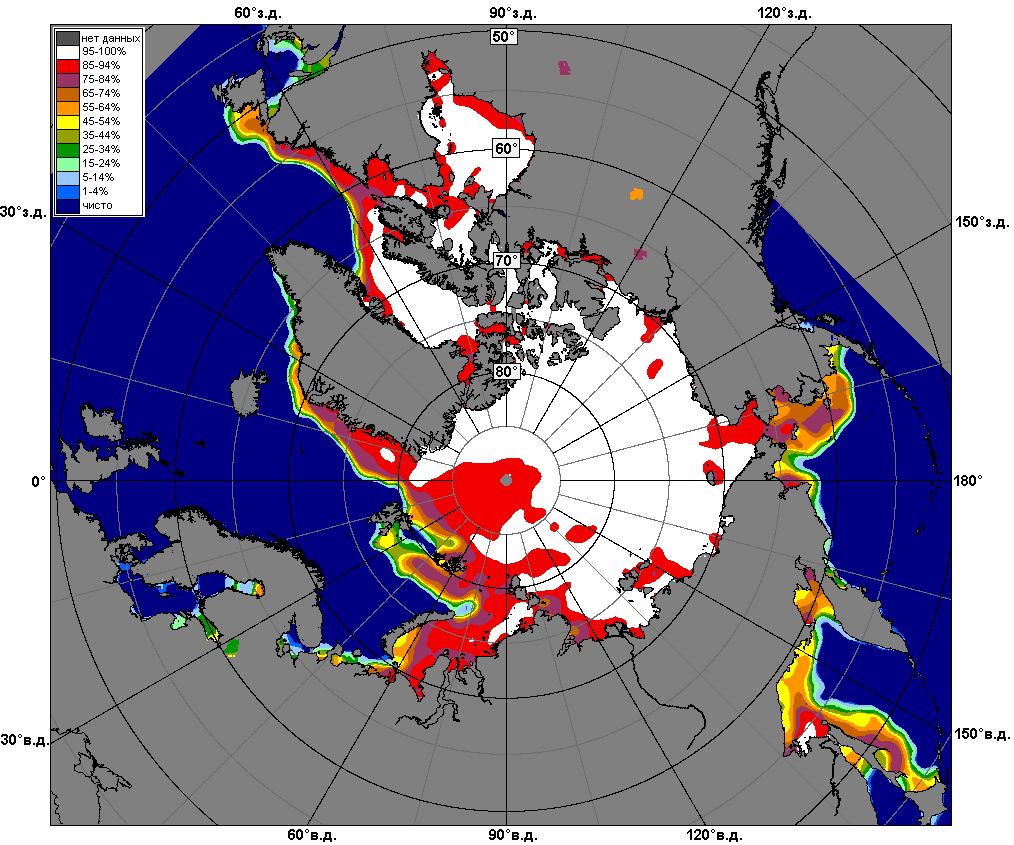 60°з.д.
90°з.д.
120°з.д.
50°
нет данных
95-100%
85-94%
75-84%
65-74%
55-64%
45-54%
35-44%
25-34%
15-24%
5-14%
1-4%
чисто
60°
30°з.д.
150°з.д.
70°
80°
0°
180°
30°в.д.
150°в.д.
60°в.д.
90°в.д.
120°в.д.